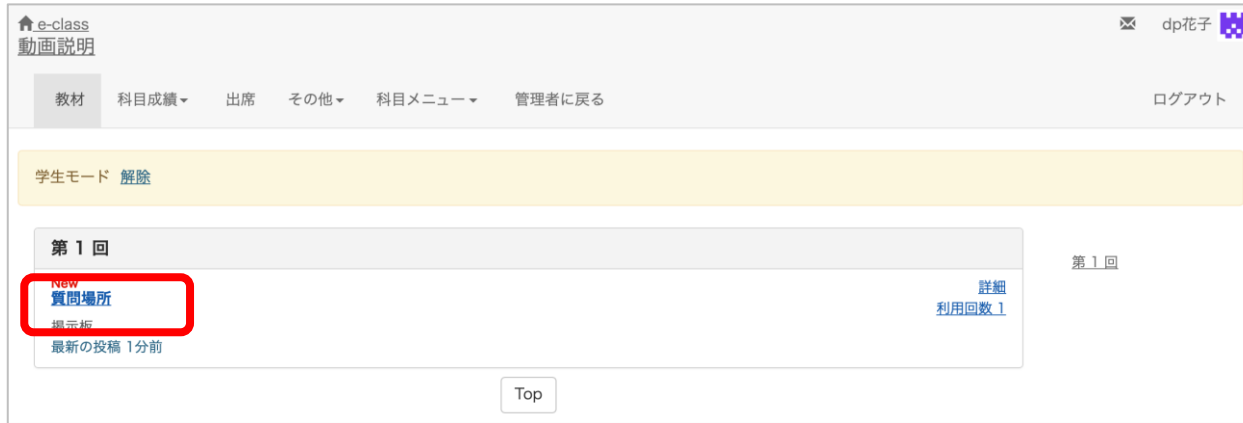 e-class
dp花子
動画説明
教材 科目成績 出席 その他 科目メニュー 管理者に戻る ログアウト
学生モード 解除
第 1 回
第 1 回
New
質問場所
詳細
利用回数 1
掲示板
最新の投稿 1分前
Top